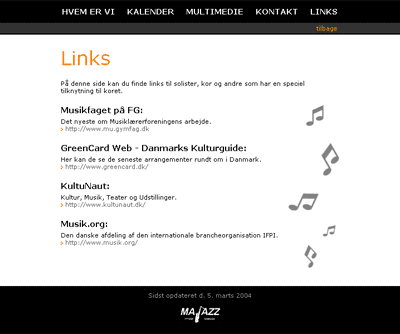 HVEM ER VI KALENDER MULTIMEDIE KONTAKT LINKS
tilbage
Links
På denne side kan du finde links til solister, kor og andre som har en speciel
tilknytning til koret.
Musikfaget på FG:
Det nyeste om Musiklærerforeningens arbejde.
http://www.mu.gymfag.dk
GreenCard Web - Danmarks Kulturguide:
Her kan de se de seneste arrangementer rundt om i Danmark.
http://www.greencard.dk/
KultuNaut:
Kultur, Musik, Teater og Udstillinger.
http://www.kultunaut.dk/
Musik.org:
Den danske afdeling af den internationale brancheorganisation IFPI.
http://www.musik.org/
Sidst opdateret d. 5. marts 2004
MAJAZZ